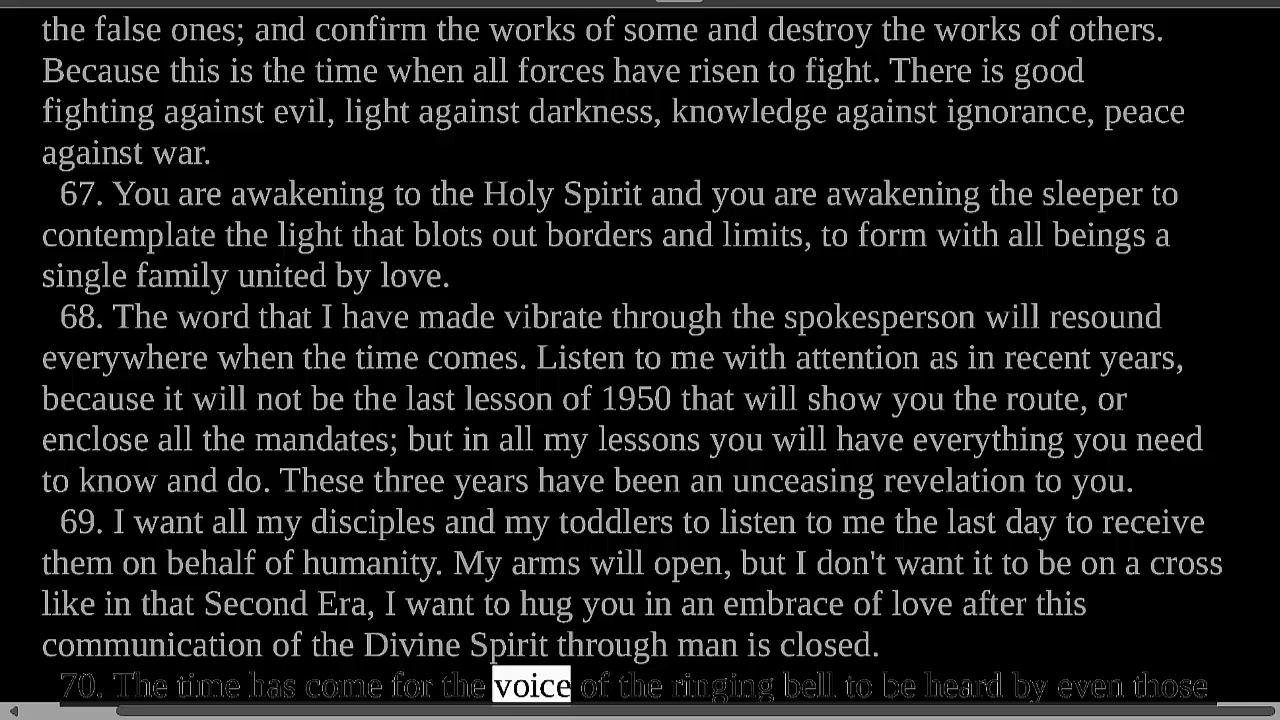 the false ones; and confirm the works of some and destroy the works of others.
Because this is the time when all forces have risen to fight. There is good
fighting against evil, light against darkness, knowledge against ignorance, peace
against war.
67. You are awakening to the Holy Spirit and you are awakening the sleeper to
contemplate the light that blots out borders and limits, to form with all beings a
single family united by love.
68. The word that I have made vibrate through the spokesperson will resound
everywhere when the time comes. Listen to me with attention as in recent years,
because it will not be the last lesson of 1950 that will show you the route, or
enclose all the mandates; but in all my lessons you will have everything you need
to know and do. These three years have been an unceasing revelation to you.
69. I want all my disciples and my toddlers to listen to me the last day to receive
them on behalf of humanity. My arms will open, but I don't want it to be on a cross
like in that Second Era, I want to hug you in an embrace of love after this
communication of the Divine Spirit through man is closed.
70. The time has come for the voice of the ringing bell to be heard by even those